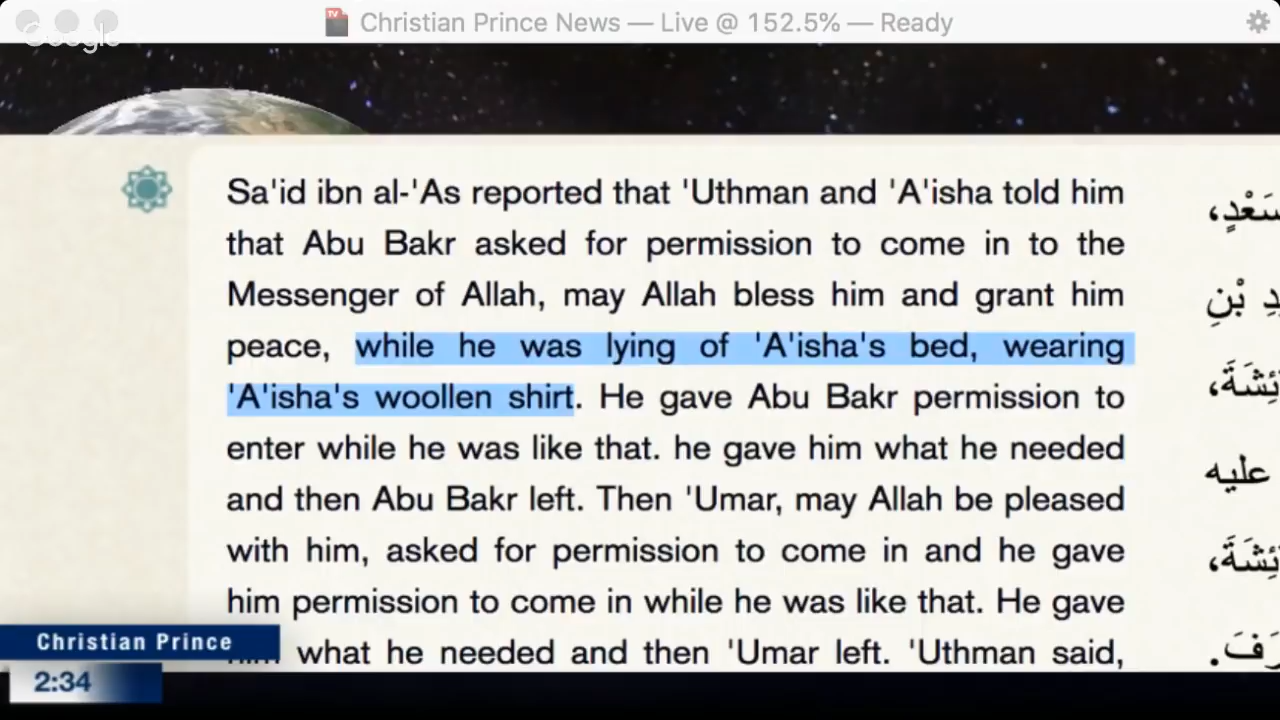 Christian Prince News — Live @ 152.5% — Ready
Google
Sa'id ibn al-'As reported that 'Uthman and 'A'isha told him
that Abu Bakr asked for permission to come in to the
Messenger of Allah, may Allah bless him and grant him
peace, while he was lying of 'A'isha's bed, wearing
'A'isha's woollen shirt. He gave Abu Bakr permission to
enter while he was like that. he gave him what he needed
and then Abu Bakr left. Then 'Umar, may Allah be pleased
with him, asked for permission to come in and he gave
him permission to come in while he was like that. He gave
him what he needed and then 'Umar left. 'Uthman said,
بْنِ
عليه
Christian Prince
2:34